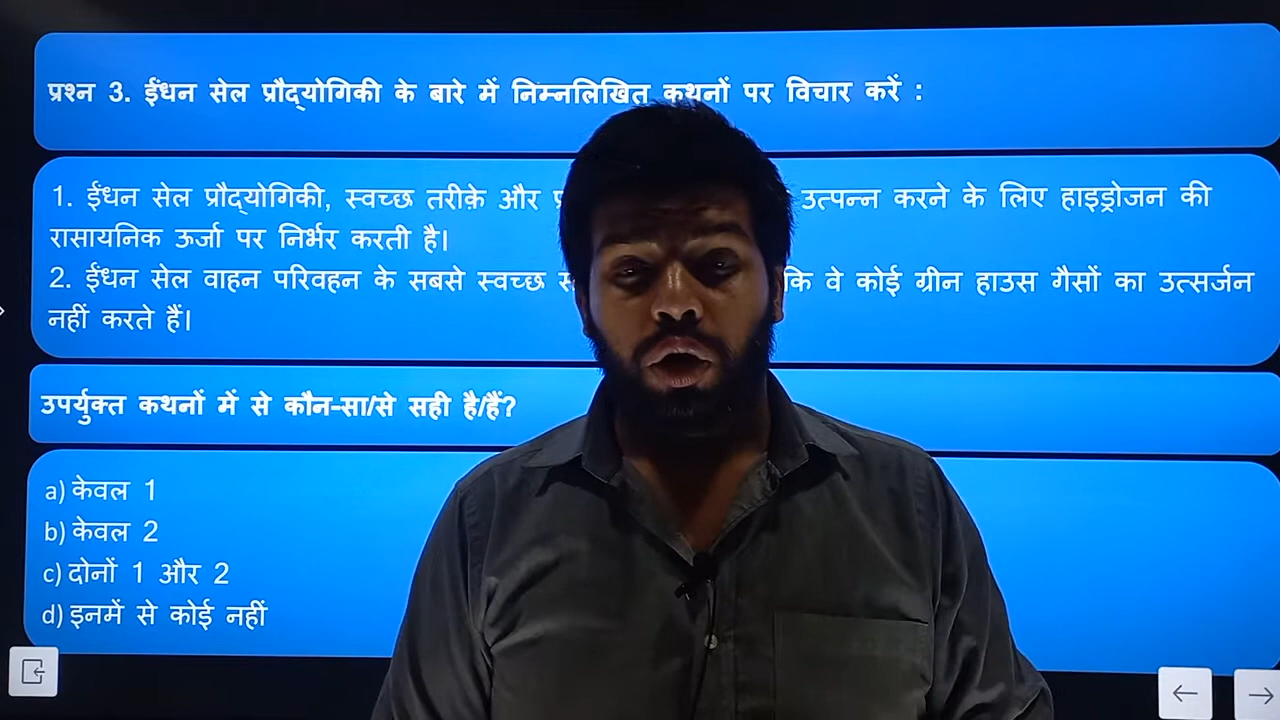 प्रश्न 3. ईंधन सेल प्रौद्योगिकी के बारे में निम्नलिखित कथनों पर विचार करें :
1. ईंधन सेल प्रौद्योगिकी, स्वच्छ तरीक़े और उत्पन्न करने के लिए हाइड्रोजन की
रासायनिक ऊर्जा पर निर्भर करती है।
2. ईंधन सेल वाहन परिवहन के सबसे स्वच्छ कि वे कोई ग्रीन हाउस गैसों का उत्सर्जन
नहीं करते हैं।
उपर्युक्त कथनों में से कौन-सा/से सही है/हैं?
a) केवल 1
b) केवल 2
c) दोनों 1 और 2
d) इनमें से कोई नहीं